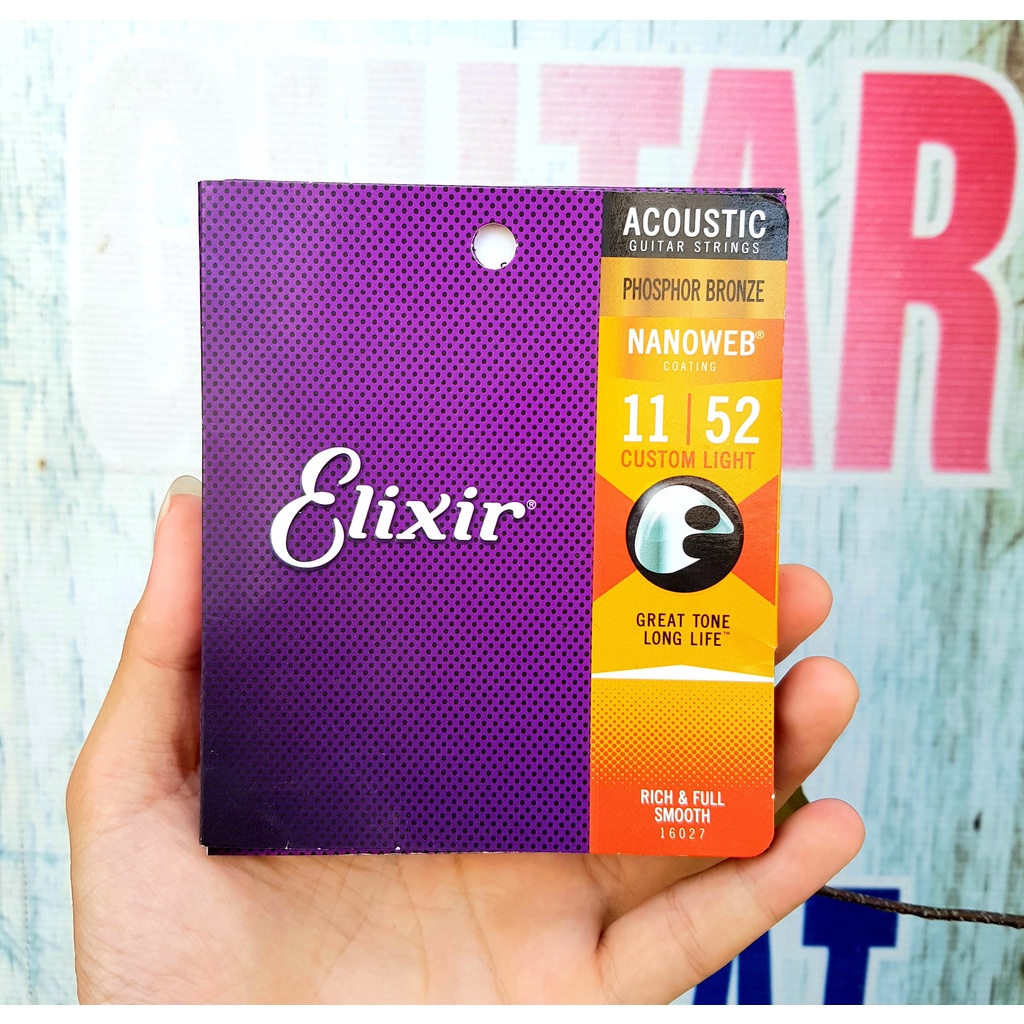 GUITAR
ACOUSTIC
GUITAR STRINGS
PHOSPHOR BRONZE
NANOWEB®
COATING
11 | 52
CUSTOM LIGHT
Elixir®
GREAT TONE
LONG LIFE™
RICH & FULL
SMOOTH
16027